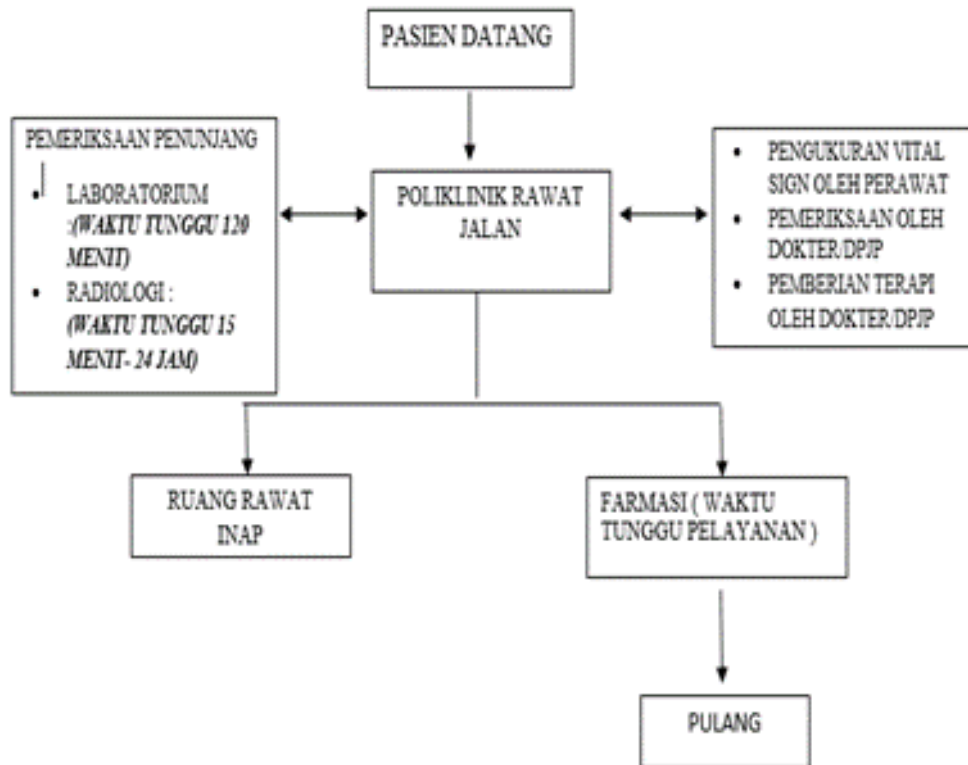 PASIEN DATANG
PEMERIKSAAN PENUNJANG
• LABORATORIUM
:(WAKTU TUNGGU 120
MENIT)
• RADIOLOGI :
(WAKTU TUNGGU 15
MENIT- 24 JAM)
POLIKLINIK RAWAT
JALAN
• PENGUKURAN VITAL
SIGN OLEH PERAWAT
• PEMERIKSAAN OLEH
DOKTER/DPJP
• PEMBERIAN TERAPI
OLEH DOKTER/DPJP
RUANG RAWAT
INAP
FARMASI ( WAKTU
TUNGGU PELAYANAN )
PULANG